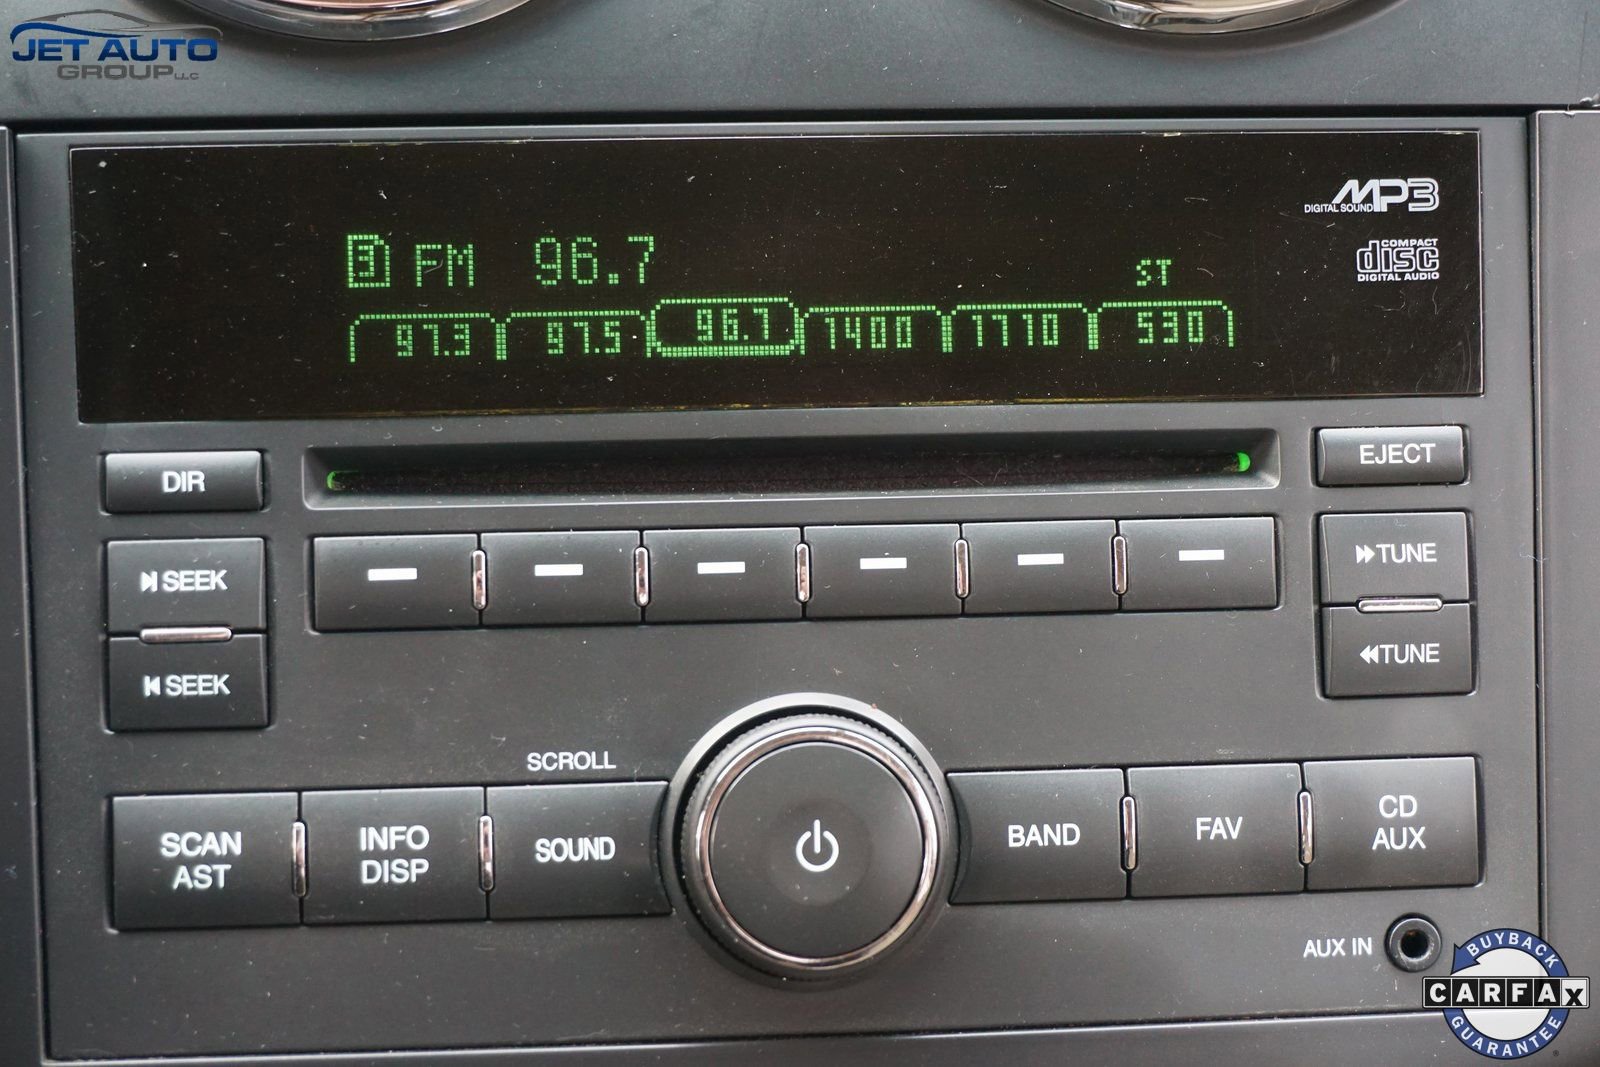 JET AUTO
GROUP LLC
MP3
DIGITAL SOUND
COMPACT
disc
DIGITAL AUDIO
FM 96.7
ST
97.3 97.5 96.7 1400 1710 530
DIR
EJECT
SEEK
TUNE
SEEK
TUNE
SCROLL
SCAN
AST
INFO
DISP
SOUND
BAND
FAV
CD
AUX
AUX IN
BUYBACK
CARFAX
GUARANTEE